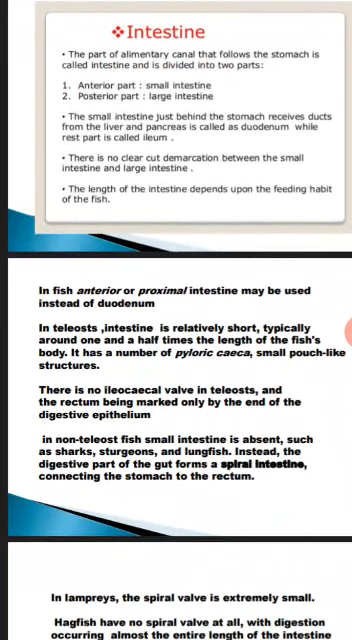 ❖Intestine
• The part of alimentary canal that follows the stomach is
called intestine and is divided into two parts:
1. Anterior part : small intestine
2. Posterior part : large intestine
• The small intestine just behind the stomach receives ducts
from the liver and pancreas is called as duodenum while
rest part is called ileum .
• There is no clear cut demarcation between the small
intestine and large intestine .
• The length of the intestine depends upon the feeding habit
of the fish.
In fish anterior or proximal intestine may be used
instead of duodenum
In teleosts ,intestine is relatively short, typically
around one and a half times the length of the fish's
body. It has a number of pyloric caeca, small pouch-like
structures.
There is no ileocaecal valve in teleosts, and
the rectum being marked only by the end of the
digestive epithelium
in non-teleost fish small intestine is absent, such
as sharks, sturgeons, and lungfish. Instead, the
digestive part of the gut forms a spiral intestine,
connecting the stomach to the rectum.
In lampreys, the spiral valve is extremely small.
Hagfish have no spiral valve at all, with digestion
occurring almost the entire length of the intestine